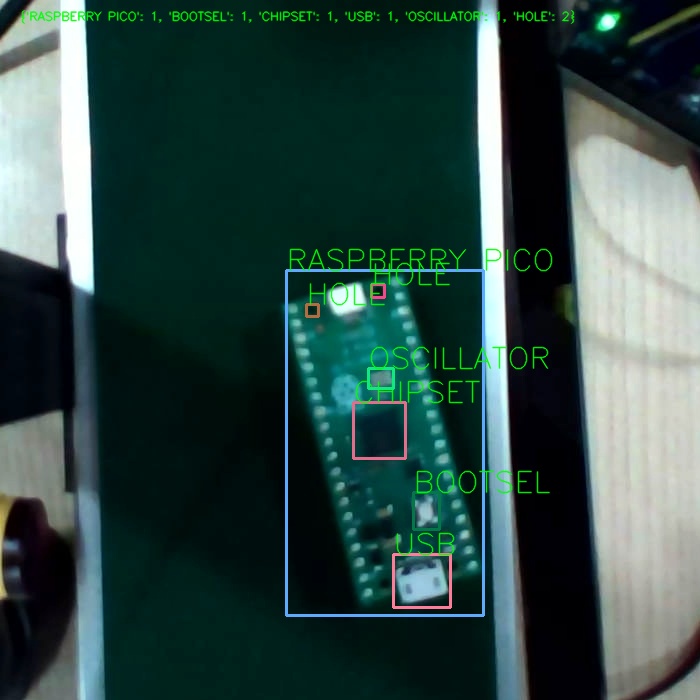 {'RASPBERRY PICO': 1, 'BOOTSEL': 1, 'CHIPSET': 1, 'USB': 1, 'OSCILLATOR': 1, 'HOLE': 2}
RASPBERRY PICO
HOLE
HOLE
OSCILLATOR
CHIPSET
BOOTSEL
USB